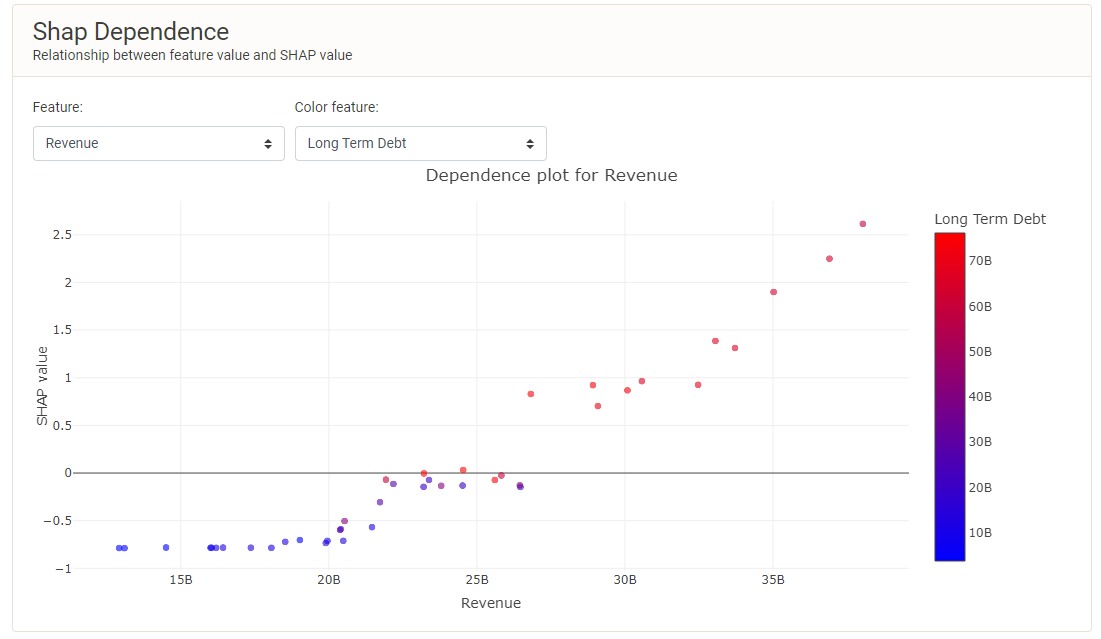 Shap Dependence
Relationship between feature value and SHAP value
Feature: Color feature:
Revenue Long Term Debt
Dependence plot for Revenue
Long Term Debt
2.5
2
1.5
1
0.5
0
−0.5
−1
SHAP value
15B 20B 25B 30B 35B
Revenue
70B
60B
50B
40B
30B
20B
10B